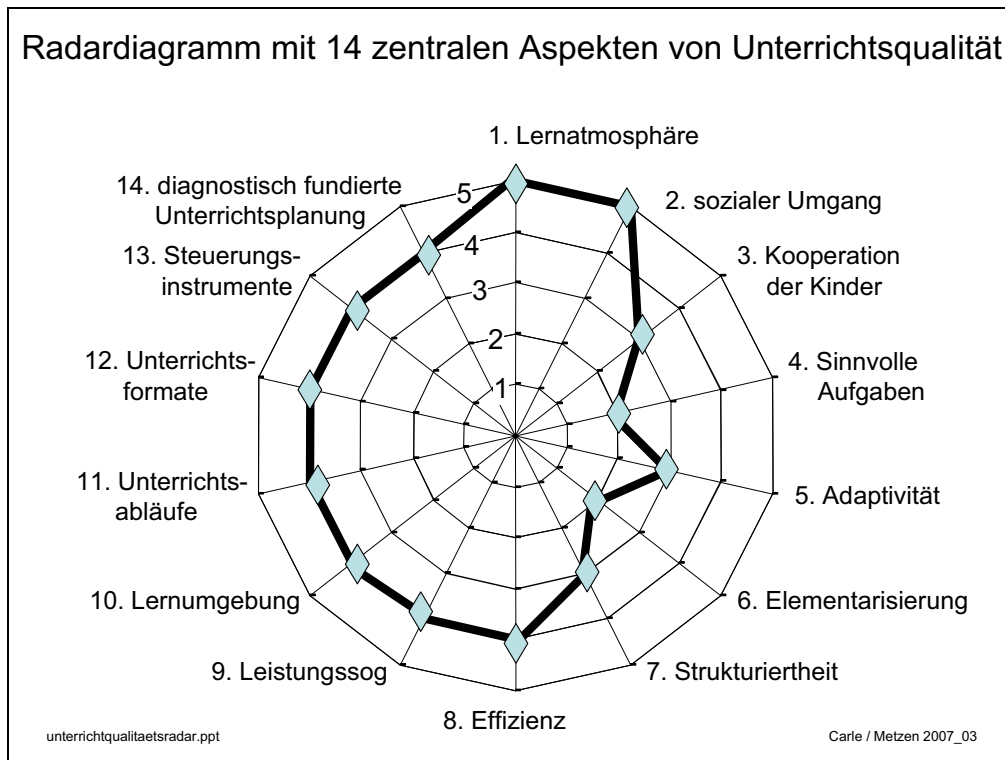 Radardiagramm mit 14 zentralen Aspekten von Unterrichtsqualität
1. Lernatmosphäre
2. sozialer Umgang
3. Kooperation
der Kinder
4. Sinnvolle
Aufgaben
5. Adaptivität
6. Elementarisierung
7. Strukturiertheit
8. Effizienz
9. Leistungssog
10. Lernumgebung
11. Unterrichts-
abläufe
12. Unterrichts-
formate
13. Steuerungs-
instrumente
14. diagnostisch fundierte
Unterrichtsplanung
5
4
3
2
1
unterrichtqualitaetsradar.ppt
Carle / Metzen 2007_03